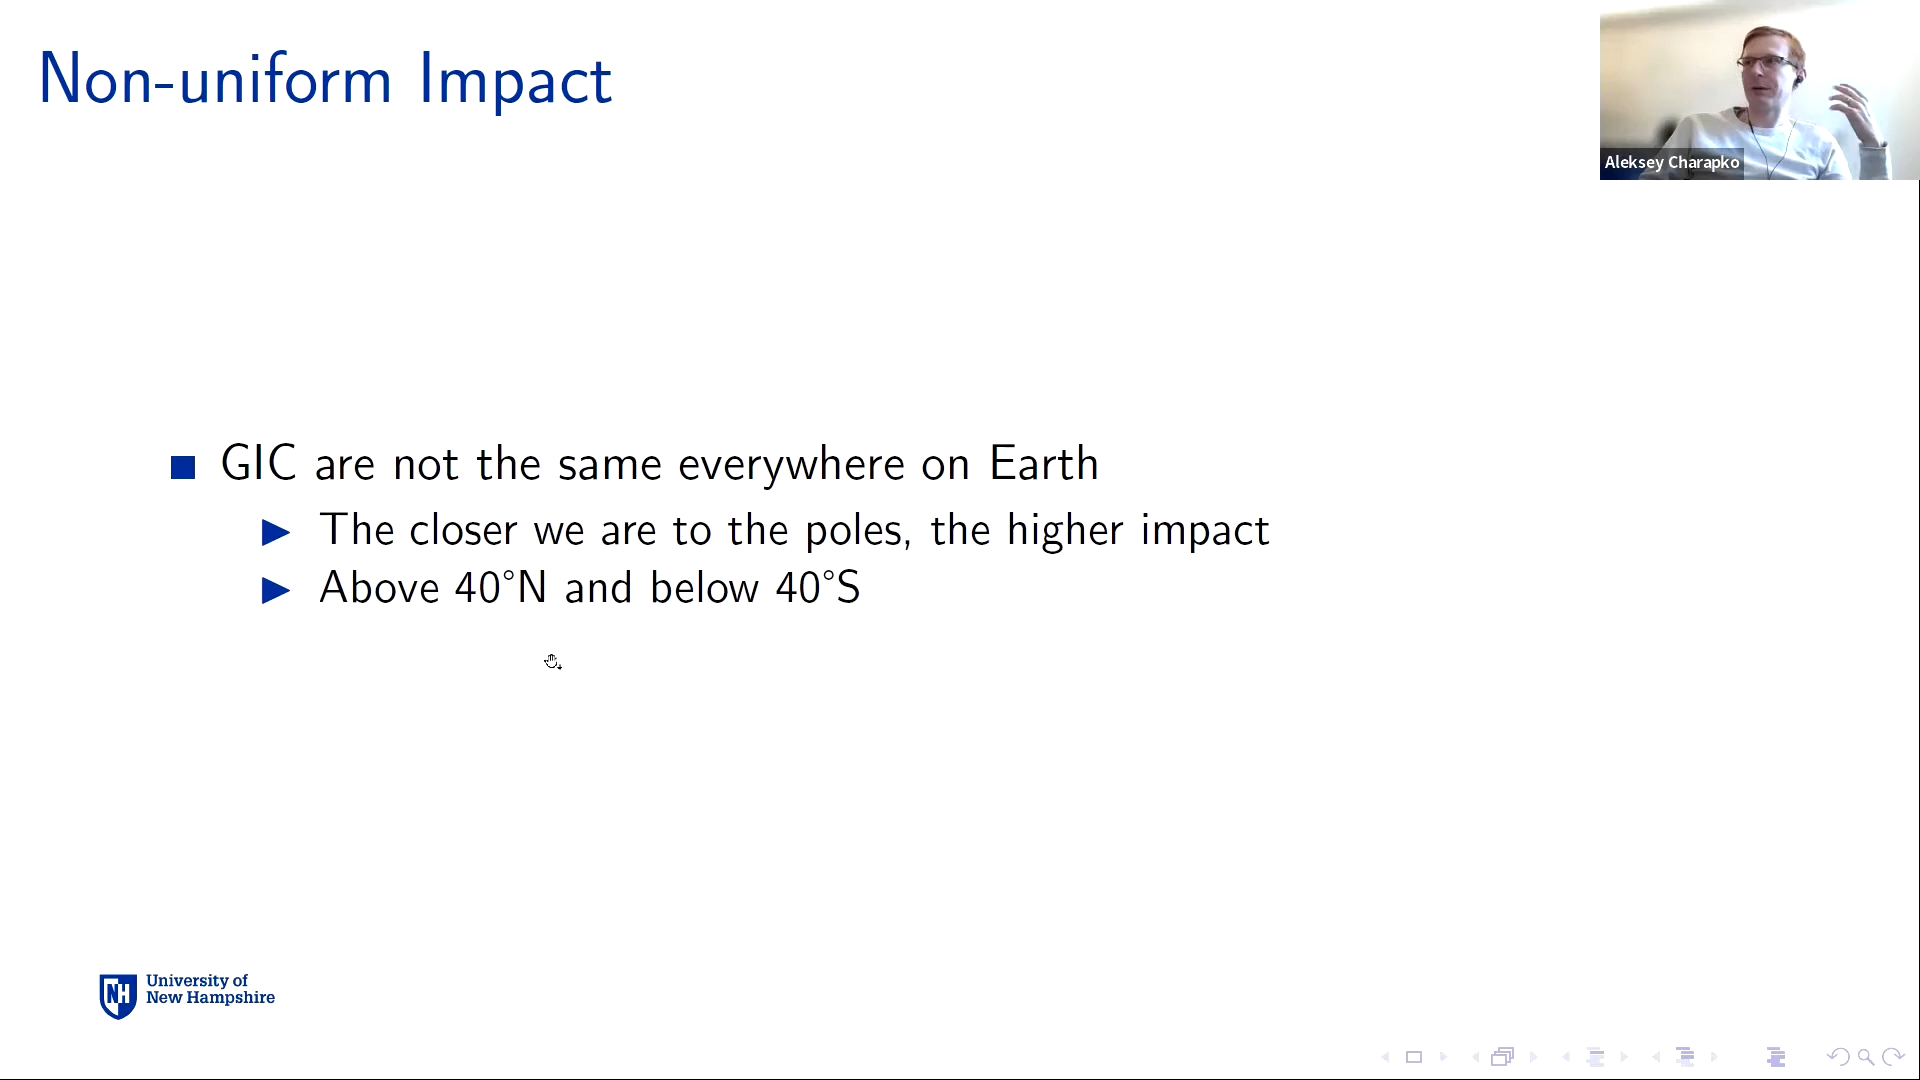 Non-uniform Impact
Aleksey Charapko
GIC are not the same everywhere on Earth
The closer we are to the poles, the higher impact
Above 40°N and below 40°S
NH
University of
New Hampshire